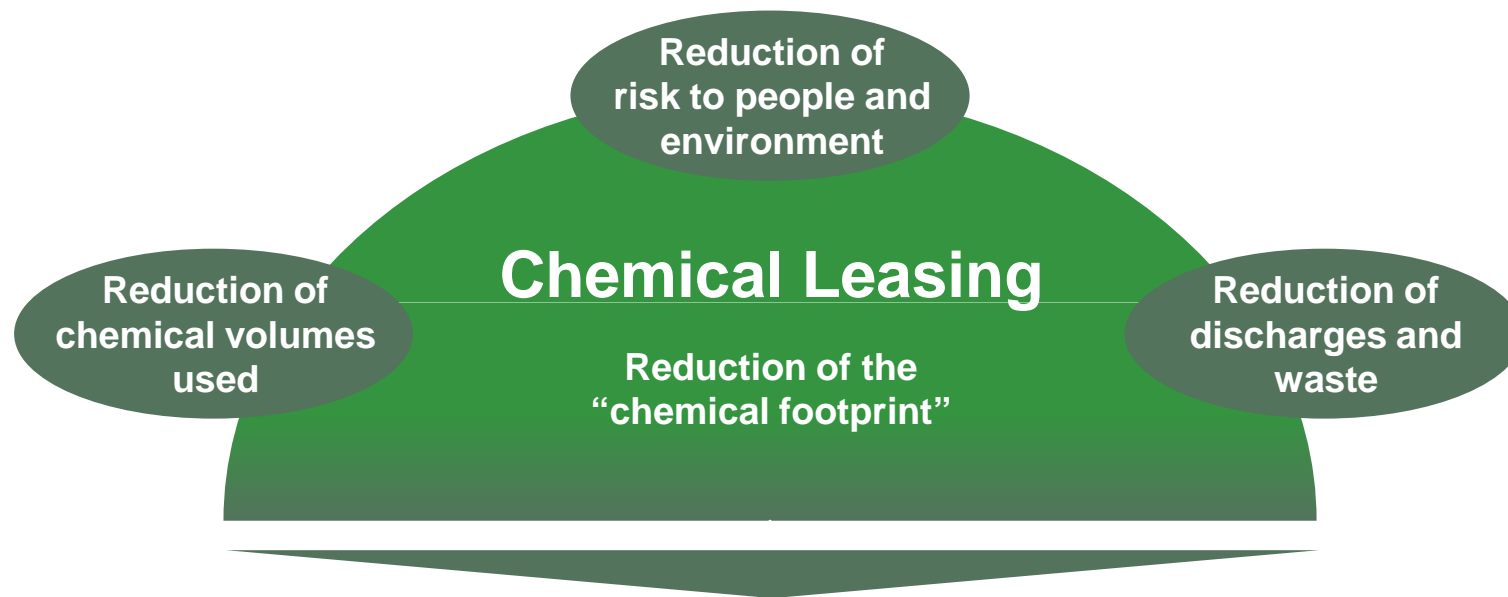 Reduction of
risk to people and
environment
Chemical Leasing
Reduction of
chemical volumes
used
Reduction of
discharges and
waste
Reduction of the
“chemical footprint”